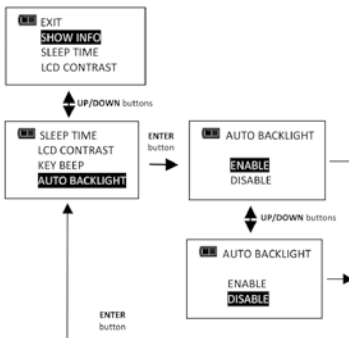 EXIT
SHOW INFO
SLEEP TIME
LCD CONTRAST
UP/DOWN buttons
SLEEP TIME
LCD CONTRAST
KEY BEEP
AUTO BACKLIGHT
ENTER
button
AUTO BACKLIGHT
ENABLE
DISABLE
UP/DOWN buttons
AUTO BACKLIGHT
ENABLE
DISABLE
ENTER
button